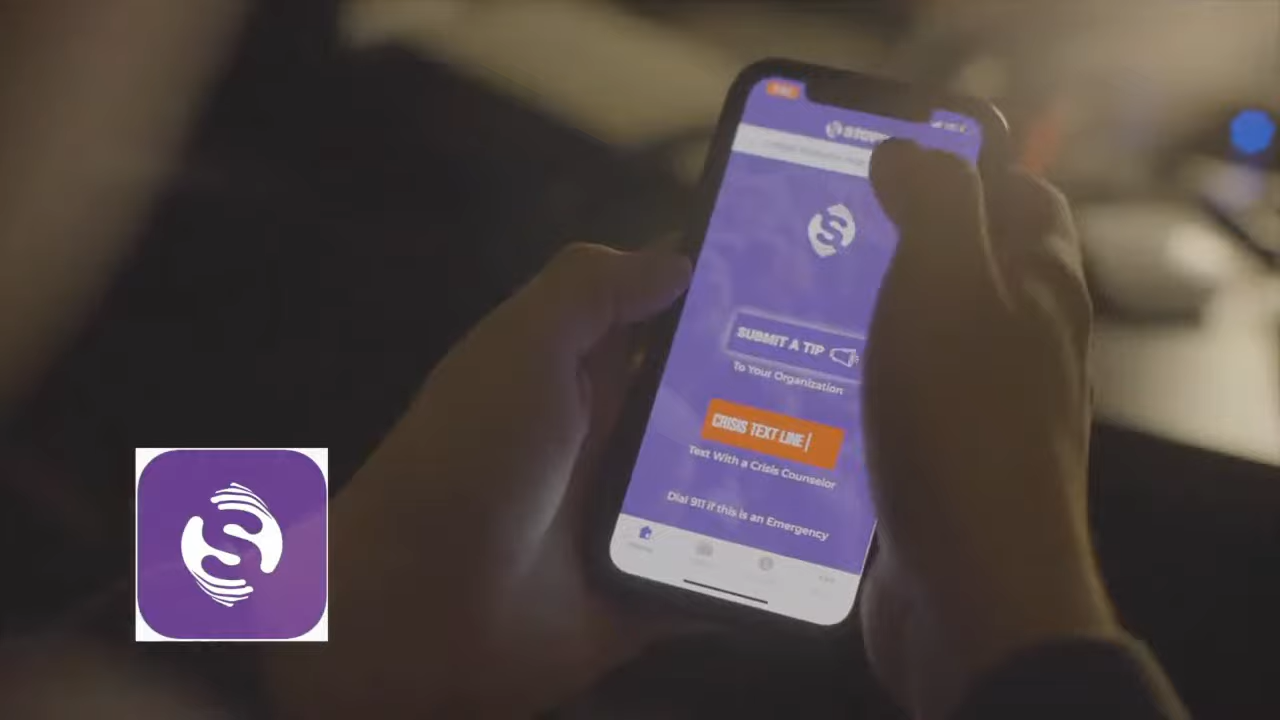 SUBMIT A TIP
To Your Organization
CRISIS TEXT LINE
Text With a Crisis Counselor
Dial 911 if this is an Emergency
Home